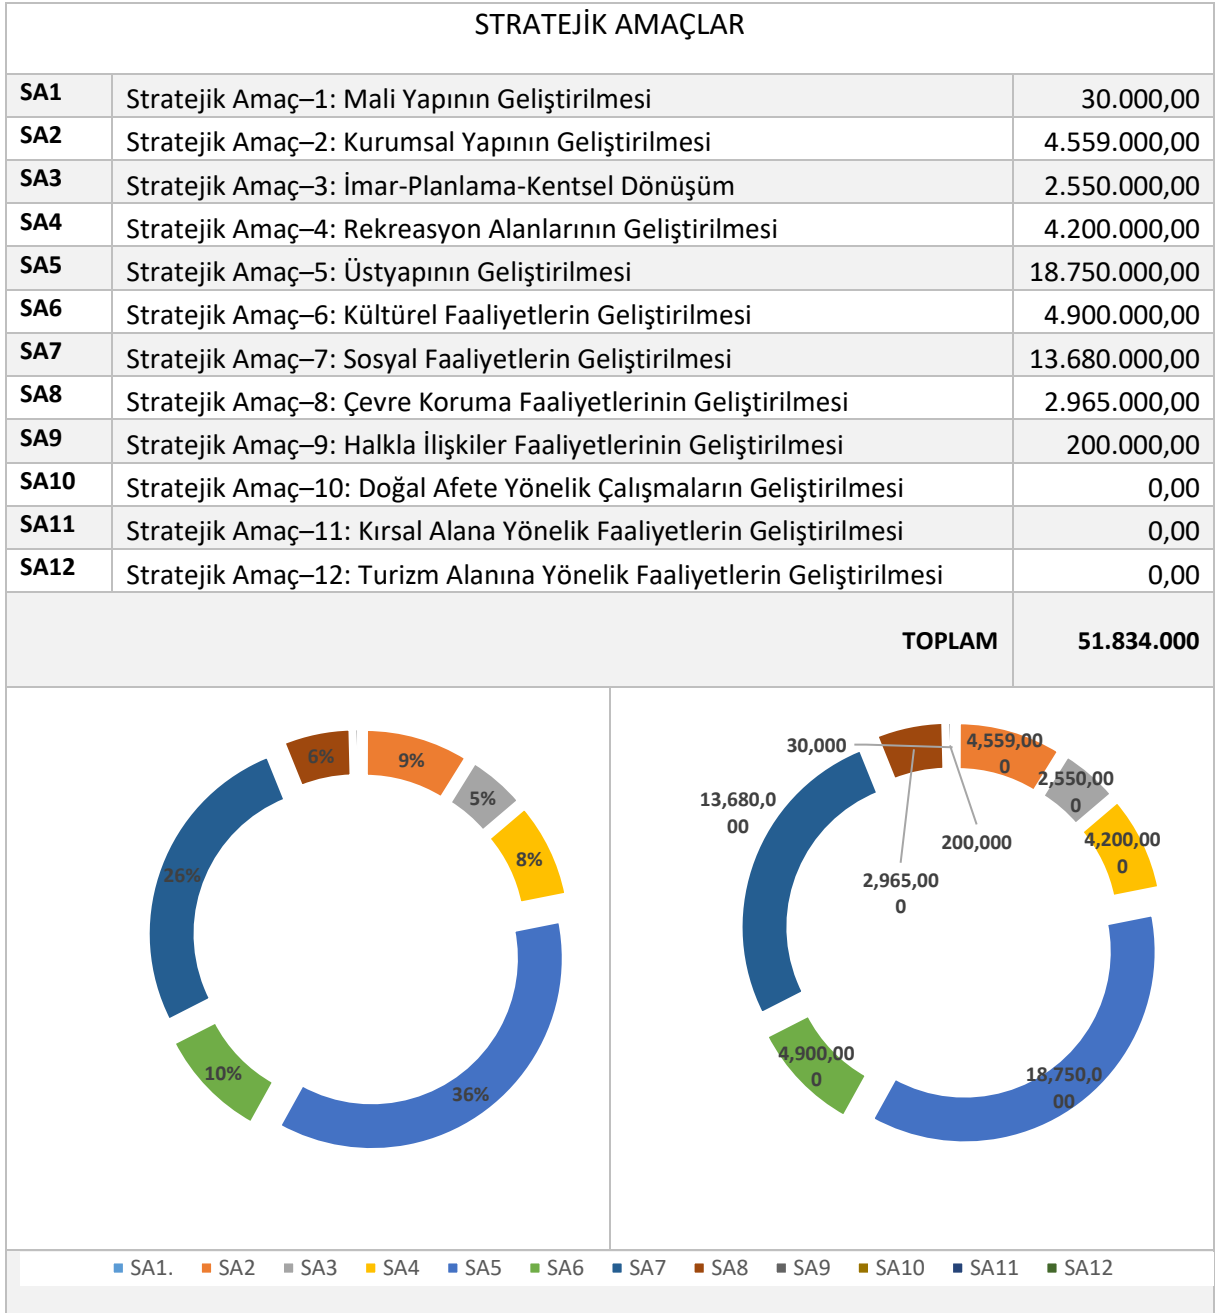 STRATEJİK AMAÇLAR
SA1 Stratejik Amaç–1: Mali Yapının Geliştirilmesi 30.000,00
SA2 Stratejik Amaç–2: Kurumsal Yapının Geliştirilmesi 4.559.000,00
SA3 Stratejik Amaç–3: İmar-Planlama-Kentsel Dönüşüm 2.550.000,00
SA4 Stratejik Amaç–4: Rekreasyon Alanlarının Geliştirilmesi 4.200.000,00
SA5 Stratejik Amaç–5: Üstyapının Geliştirilmesi 18.750.000,00
SA6 Stratejik Amaç–6: Kültürel Faaliyetlerin Geliştirilmesi 4.900.000,00
SA7 Stratejik Amaç–7: Sosyal Faaliyetlerin Geliştirilmesi 13.680.000,00
SA8 Stratejik Amaç–8: Çevre Koruma Faaliyetlerinin Geliştirilmesi 2.965.000,00
SA9 Stratejik Amaç–9: Halkla İlişkiler Faaliyetlerinin Geliştirilmesi 200.000,00
SA10 Stratejik Amaç–10: Doğal Afete Yönelik Çalışmaların Geliştirilmesi 0,00
SA11 Stratejik Amaç–11: Kırsal Alana Yönelik Faaliyetlerin Geliştirilmesi 0,00
SA12 Stratejik Amaç–12: Turizm Alanına Yönelik Faaliyetlerin Geliştirilmesi 0,00
TOPLAM 51.834.000
6%
9%
5%
8%
26%
10%
36%
30,000
4,559,00
0
2,550,00
0
13,680,0
00
200,000
4,200,00
0
2,965,00
0
4,900,00
0
18,750,0
00
SA1. SA2 SA3 SA4 SA5 SA6 SA7 SA8 SA9 SA10 SA11 SA12